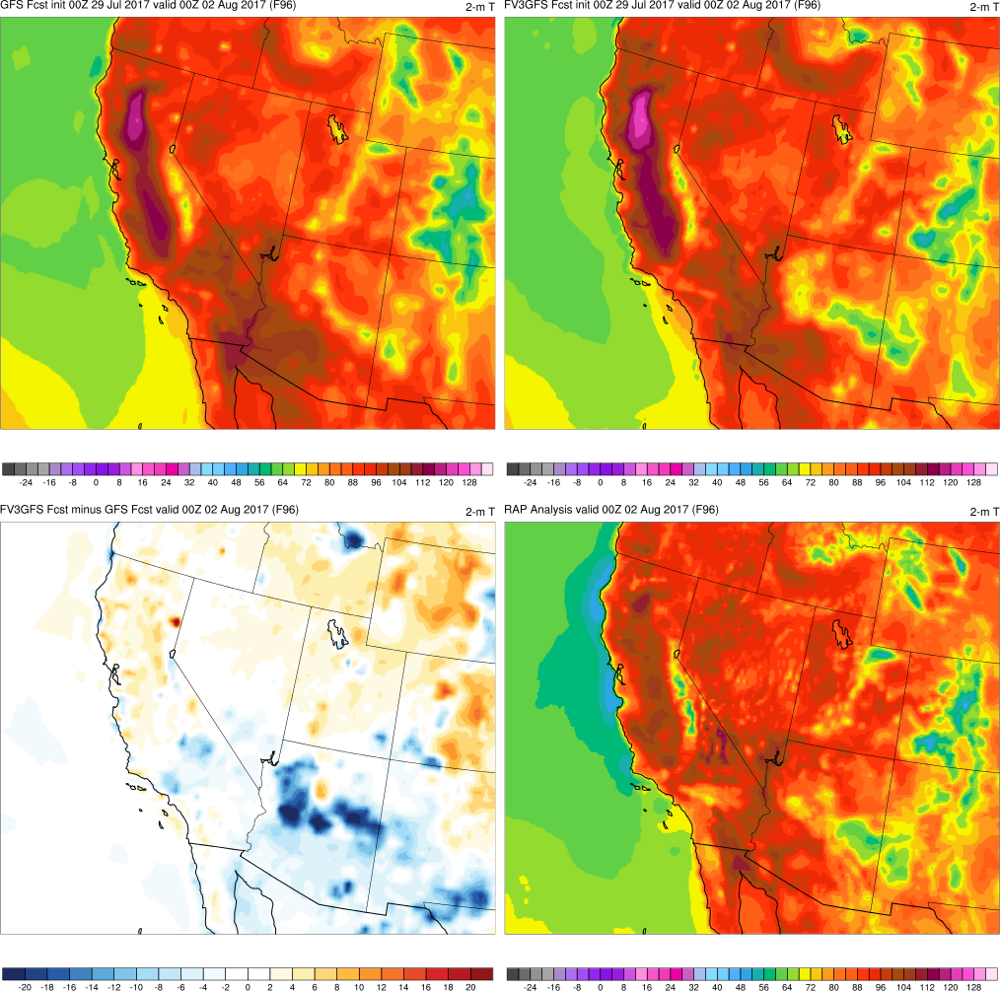 GFS Fcst init 00Z 29 Jul 2017 valid 00Z 02 Aug 2017 (F96) 2-m T
FV3GFS Fcst init 00Z 29 Jul 2017 valid 00Z 02 Aug 2017 (F96) 2-m T
-24 -16 -8 0 8 16 24 32 40 48 56 64 72 80 88 96 104 112 120 128
-24 -16 -8 0 8 16 24 32 40 48 56 64 72 80 88 96 104 112 120 128
FV3GFS Fcst minus GFS Fcst valid 00Z 02 Aug 2017 (F96) 2-m T
RAP Analysis valid 00Z 02 Aug 2017 (F96) 2-m T
-20 -18 -16 -14 -12 -10 -8 -6 -4 -2 0 2 4 6 8 10 12 14 16 18 20
-24 -16 -8 0 8 16 24 32 40 48 56 64 72 80 88 96 104 112 120 128